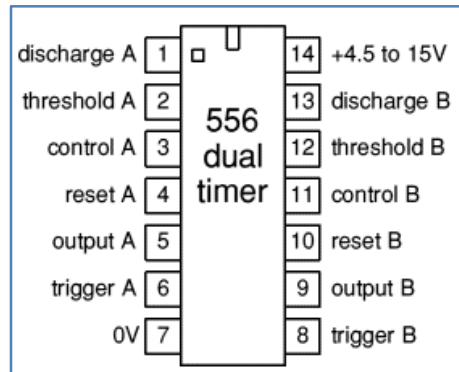 discharge A 1 14 +4.5 to 15V
threshold A 2 13 discharge B
control A 3 556 12 threshold B
dual
reset A 4 timer 11 control B
output A 5 10 reset B
trigger A 6 9 output B
0V 7 8 trigger B